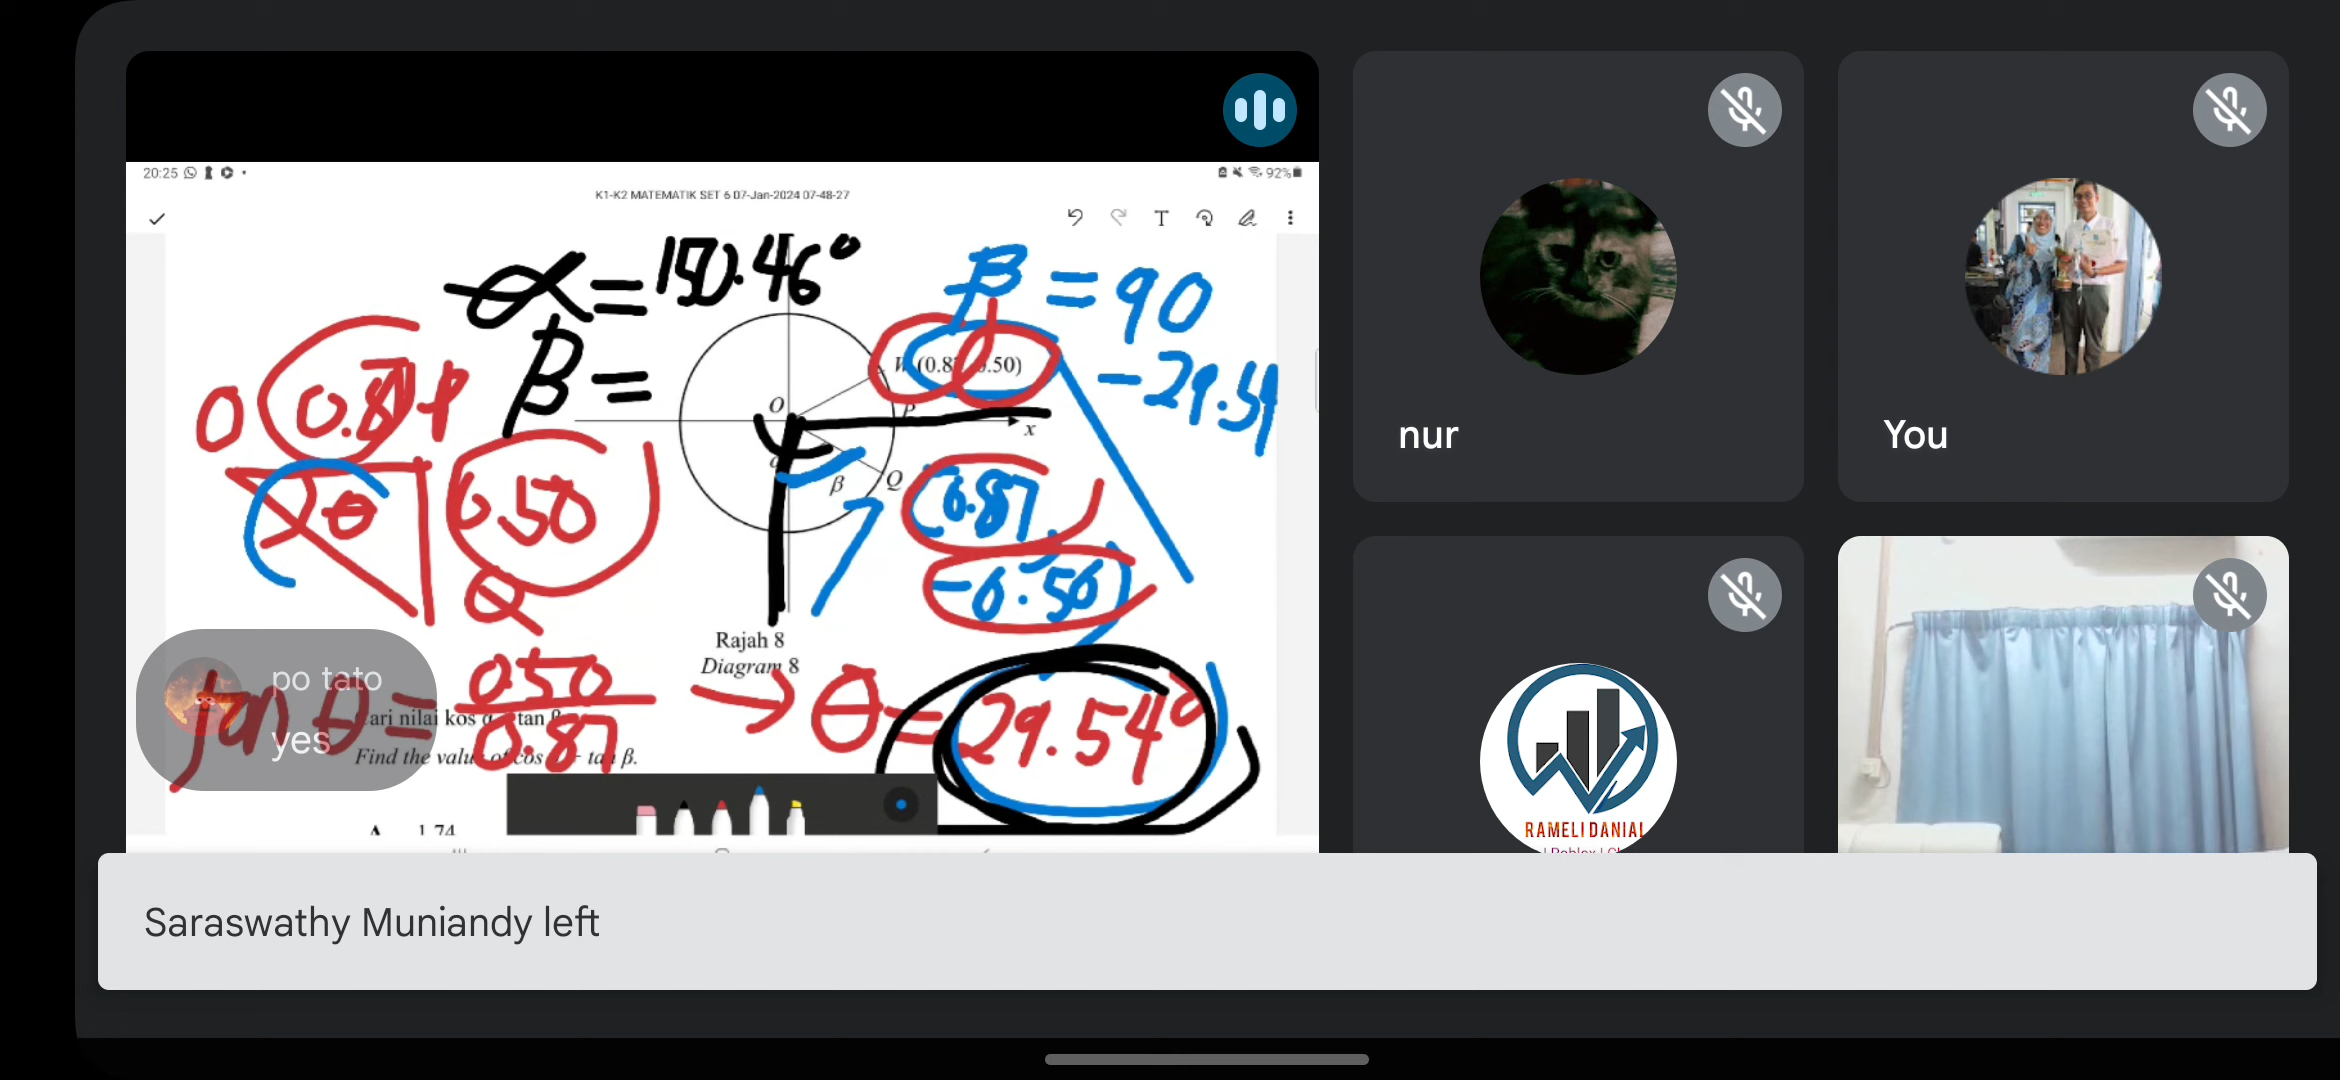 20:25
92%
K1-K2 MATEMATIK SET 6 07-Jan-2024 07-48-27
T
α = 150.46°
β =
β = 90
- 29.54
(0.8 .50)
O
P
x
0 0.87 P
θ 0.50
Q
β
Q
0.87,
-0.50
Rajah 8
Diagram 8
tan θ = 0.50
0.87
→ θ = 29.54°
po tato
yes
ari nilai kos α tan β
Find the value of cos - tan β.
A 1.74
nur
You
RAMELI DANIAL
Saraswathy Muniandy left